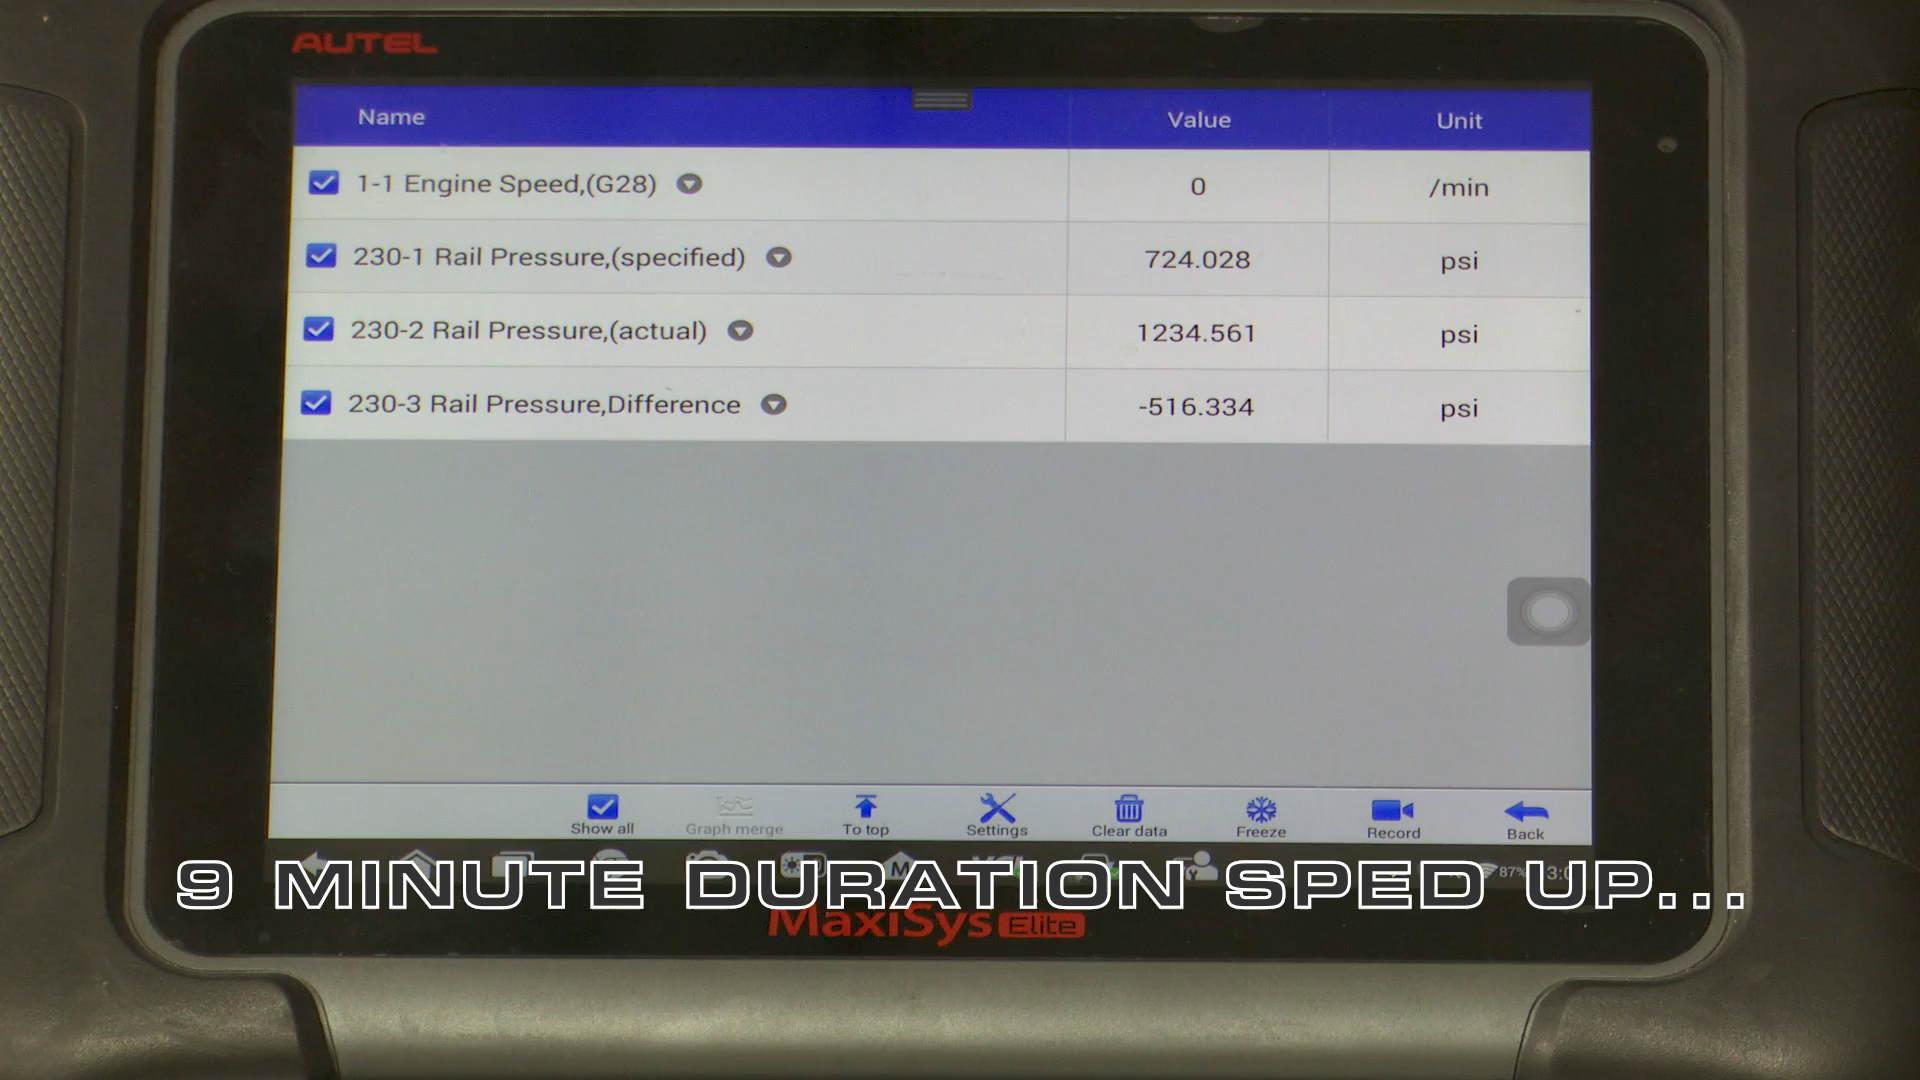 AUTEL
Name Value Unit
1-1 Engine Speed,(G28) 0 /min
230-1 Rail Pressure,(specified) 724.028 psi
230-2 Rail Pressure,(actual) 1234.561 psi
230-3 Rail Pressure,Difference -516.334 psi
Show all Graph merge To top Settings Clear data Freeze Record Back
87%
9 MINUTE DURATION SPED UP...
MaxiSys Elite